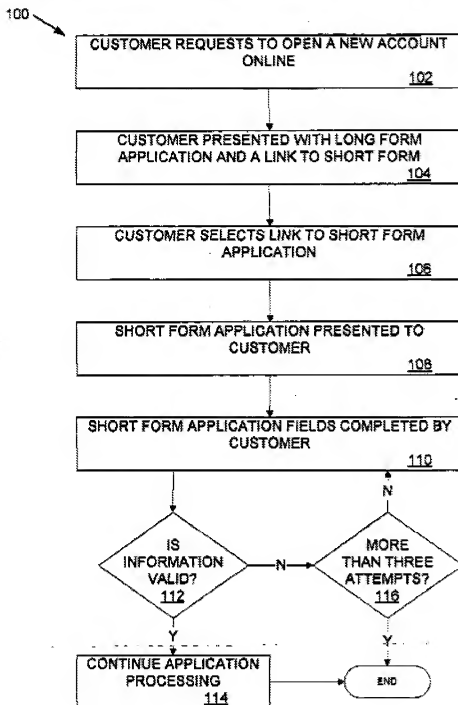 100
CUSTOMER REQUESTS TO OPEN A NEW ACCOUNT
ONLINE
102
CUSTOMER PRESENTED WITH LONG FORM
APPLICATION AND A LINK TO SHORT FORM
104
CUSTOMER SELECTS LINK TO SHORT FORM
APPLICATION
106
SHORT FORM APPLICATION PRESENTED TO
CUSTOMER
108
SHORT FORM APPLICATION FIELDS COMPLETED BY
CUSTOMER
110
N
IS
INFORMATION
VALID?
112
N
MORE
THAN THREE
ATTEMPTS?
116
Y
Y
CONTINUE APPLICATION
PROCESSING
114
END